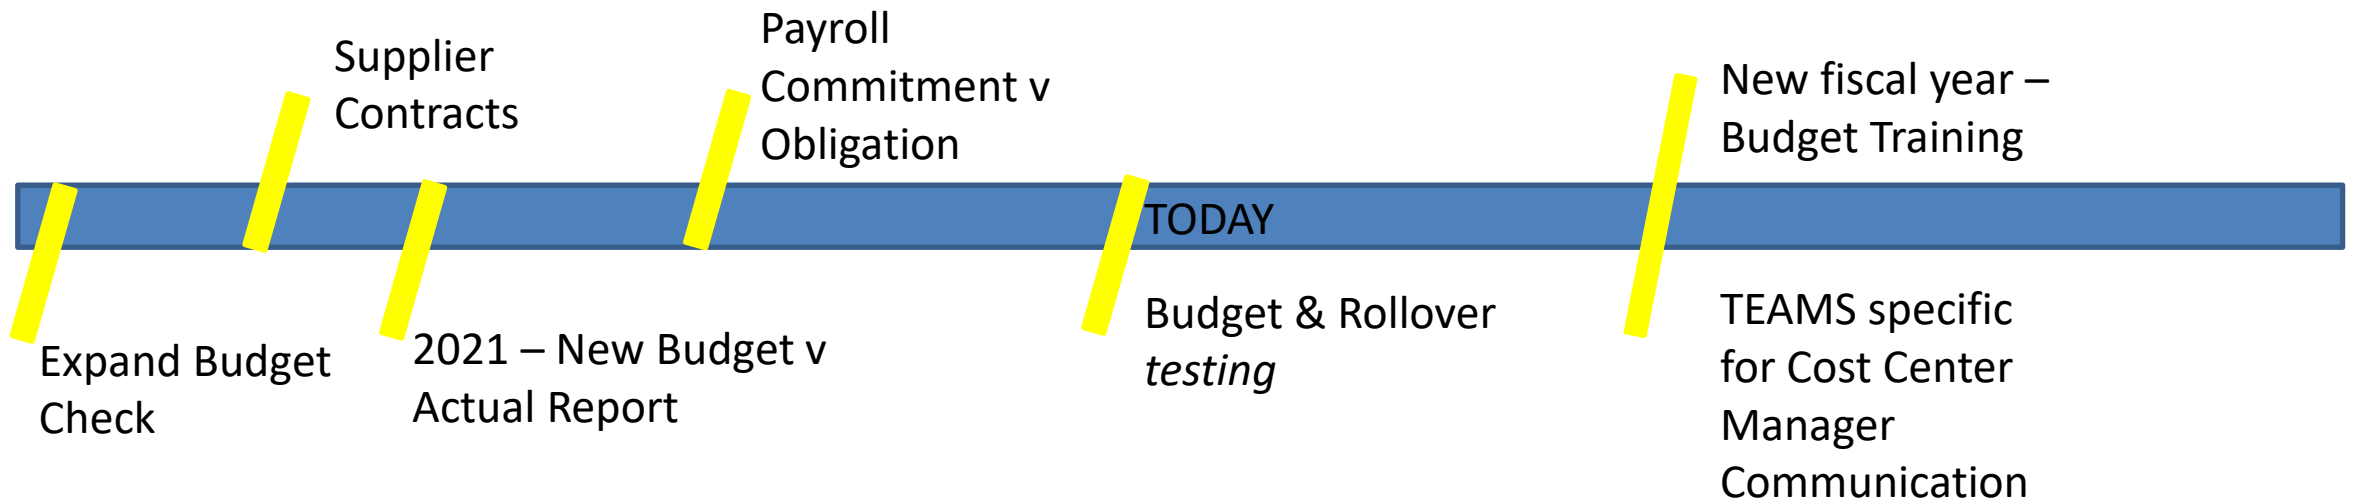 Supplier
Contracts
Payroll
Commitment v
Obligation
New fiscal year –
Budget Training
TODAY
Expand Budget
Check
2021 – New Budget v
Actual Report
Budget & Rollover
testing
TEAMS specific
for Cost Center
Manager
Communication